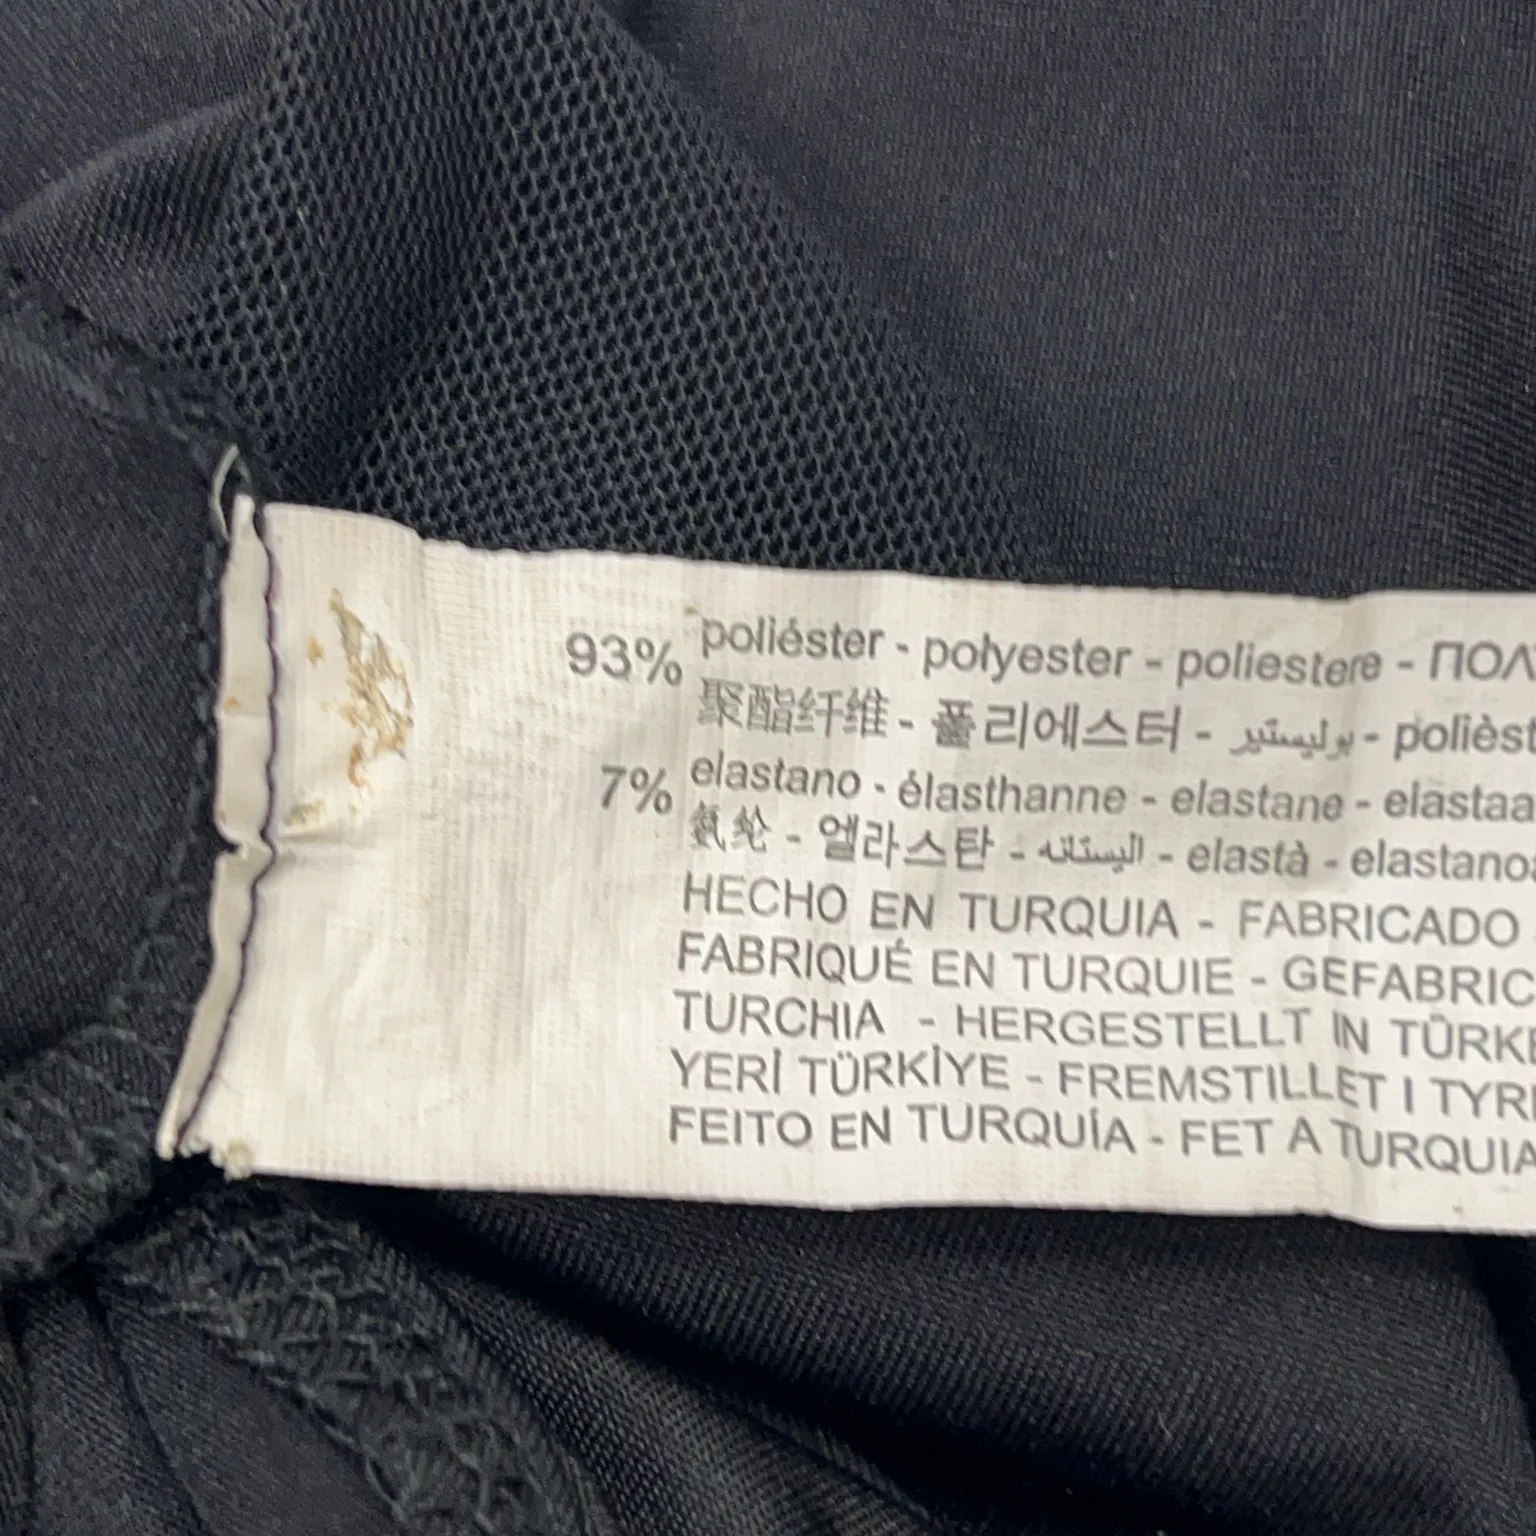 93% poliéster - polyester - poliestere - ПОЛ
聚酯纤维 - 폴리에스터 - بوليستير - polièst
7% elastano - élasthanne - elastane - elastaa
氨纶 - 엘라스탄 - اليستانه - elastà - elastano
HECHO EN TURQUIA - FABRICADO
FABRIQUÉ EN TURQUIE - GEFABRIC
TURCHIA - HERGESTELLT IN TÜRKE
YERİ TÜRKİYE - FREMSTILLET I TYR
FEITO EN TURQUÍA - FET A TURQUIA